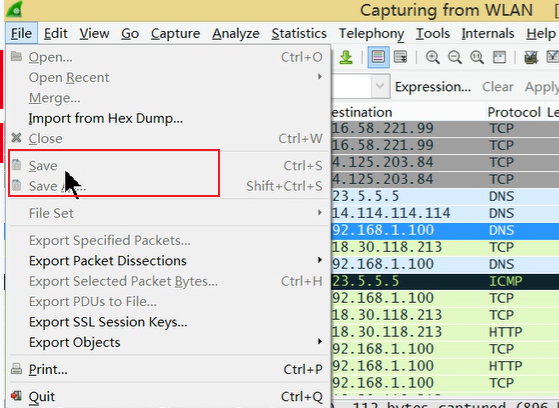 Capturing from WLAN
File Edit View Go Capture Analyze Statistics Telephony Tools Internals Help
Open... Ctrl+O
Open Recent
Merge...
Import from Hex Dump...
Close Ctrl+W
Save Ctrl+S
Save Shift+Ctrl+S
File Set
Export Specified Packets...
Export Packet Dissections
Export Selected Packet Bytes... Ctrl+H
Export PDUs to File...
Export SSL Session Keys...
Export Objects
Print... Ctrl+P
Quit Ctrl+Q
Expression... Clear Apply
estination Protocol Le
16.58.221.99 TCP
16.58.221.99 TCP
4.125.203.84 TCP
4.125.203.84 TCP
23.5.5.5 DNS
14.114.114.114 DNS
92.168.1.100 DNS
18.30.118.213 TCP
92.168.1.100 DNS
23.5.5.5 ICMP
92.168.1.100 TCP
18.30.118.213 TCP
18.30.118.213 HTTP
92.168.1.100 TCP
92.168.1.100 HTTP
92.168.1.100 TCP
112 bytes captured (896